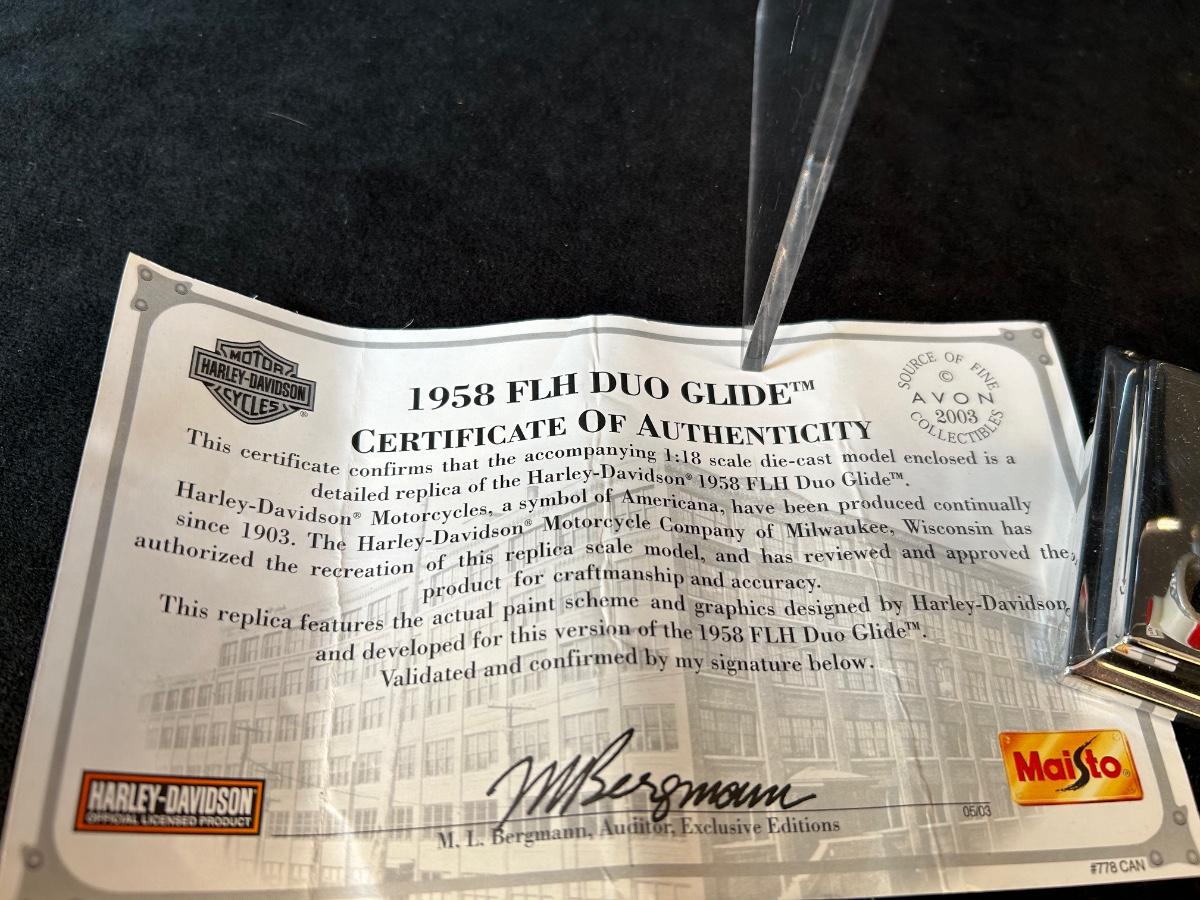 MOTOR
HARLEY-DAVIDSON
CYCLES®
SOURCE OF FINE
©
AVON
2003
COLLECTIBLES
1958 FLH DUO GLIDE™
CERTIFICATE OF AUTHENTICITY
This certificate confirms that the accompanying 1:18 scale die-cast model enclosed is a
detailed replica of the Harley-Davidson® 1958 FLH Duo Glide™.
Harley-Davidson® Motorcycles, a symbol of Americana, have been produced continually
since 1903. The Harley-Davidson® Motorcycle Company of Milwaukee, Wisconsin has
authorized the recreation of this replica scale model, and has reviewed and approved the
product for craftmanship and accuracy.
This replica features the actual paint scheme and graphics designed by Harley-Davidson
and developed for this version of the 1958 FLH Duo Glide™.
Validated and confirmed by my signature below.
MLBergmann
M. L. Bergmann, Auditor, Exclusive Editions
05/03
HARLEY-DAVIDSON
OFFICIAL LICENSED PRODUCT
Maisto®
#778 CAN